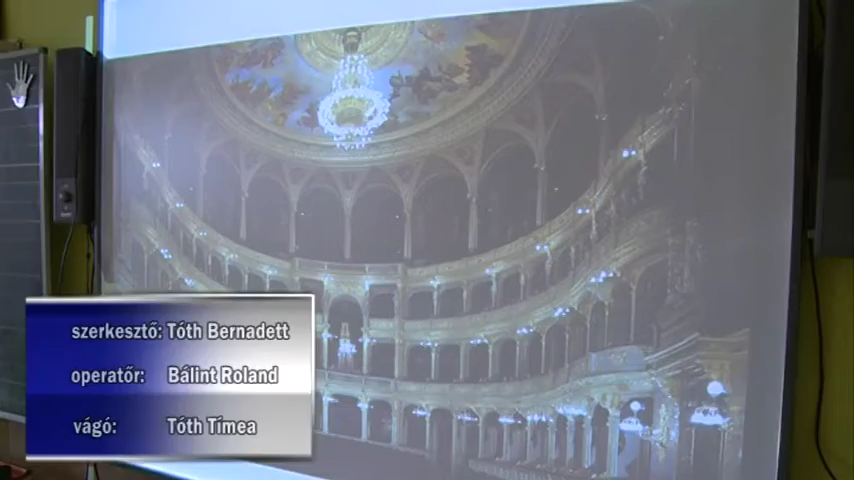 szerkesztő: Tóth Bernadett
operatőr: Bálint Roland
vágó: Tóth Tímea